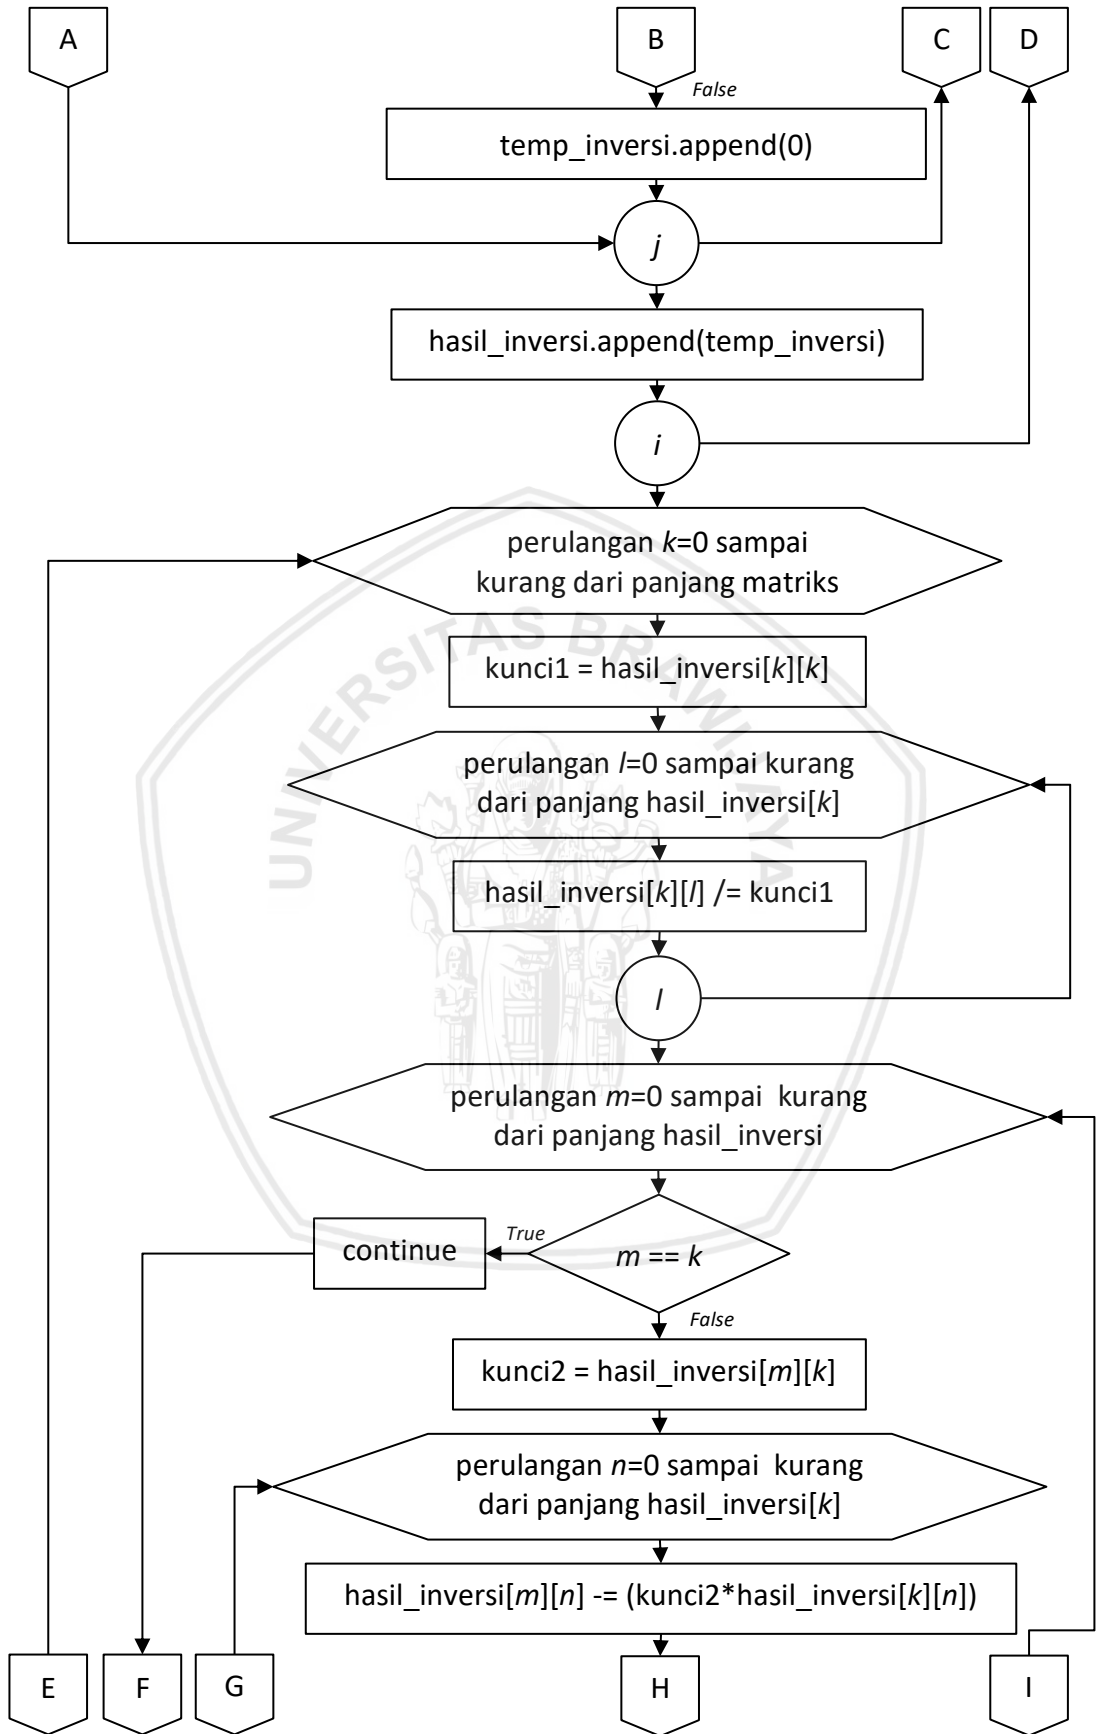 A
B
C
D
False
temp_inversi.append(0)
j
hasil_inversi.append(temp_inversi)
i
perulangan k=0 sampai
kurang dari panjang matriks
UNIVERSITAS BRAWIJAYA
kunci1 = hasil_inversi[k][k]
perulangan l=0 sampai kurang
dari panjang hasil_inversi[k]
hasil_inversi[k][l] /= kunci1
l
perulangan m=0 sampai  kurang
dari panjang hasil_inversi
continue
True
m == k
False
kunci2 = hasil_inversi[m][k]
perulangan n=0 sampai  kurang
dari panjang hasil_inversi[k]
hasil_inversi[m][n] -= (kunci2*hasil_inversi[k][n])
E
F
G
H
I